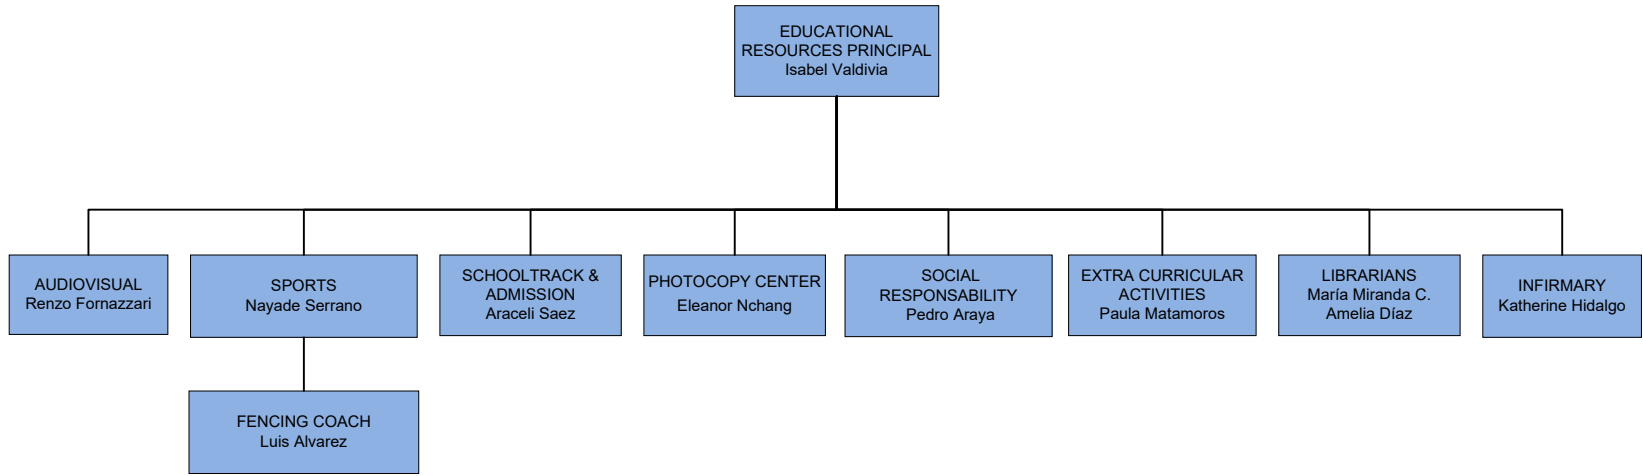 EDUCATIONAL
RESOURCES PRINCIPAL
Isabel Valdivia
AUDIOVISUAL
Renzo Fornazzari
SPORTS
Nayade Serrano
SCHOOLTRACK &
ADMISSION
Araceli Saez
PHOTOCOPY CENTER
Eleanor Nchang
SOCIAL
RESPONSABILITY
Pedro Araya
EXTRA CURRICULAR
ACTIVITIES
Paula Matamoros
LIBRARIANS
María Miranda C.
Amelia Díaz
INFIRMARY
Katherine Hidalgo
FENCING COACH
Luis Alvarez